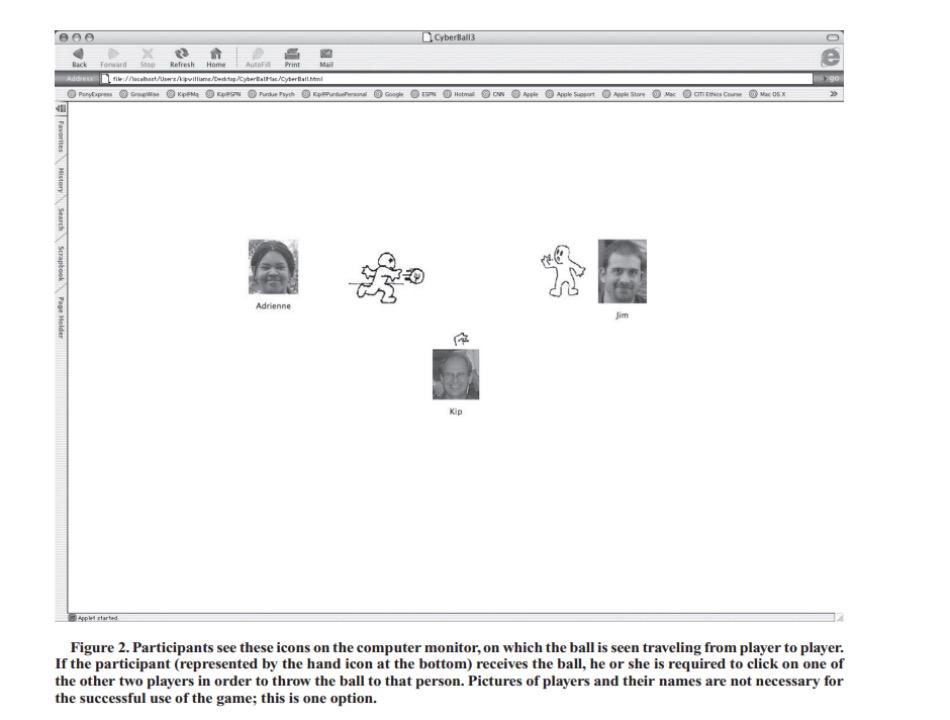 CyberBall3
Back Forward Stop Refresh Home AutoFill Print Mail
Address: file://localhost/Users/kipwilliams/Desktop/CyberBallMac/CyberBall.html go
PonyExpress GroupWise Kip@Mq Kip@SPN Purdue Psych Kip@PurduePersonal Google ESPN Hotmail CNN Apple Apple Support Apple Store .Mac CITI Ethics Course Mac OS X »
Favorites
History
Search
Scrapbook
Page Holder
Adrienne
Jim
Kip
Applet started.
Figure 2. Participants see these icons on the computer monitor, on which the ball is seen traveling from player to player.
If the participant (represented by the hand icon at the bottom) receives the ball, he or she is required to click on one of
the other two players in order to throw the ball to that person. Pictures of players and their names are not necessary for
the successful use of the game; this is one option.